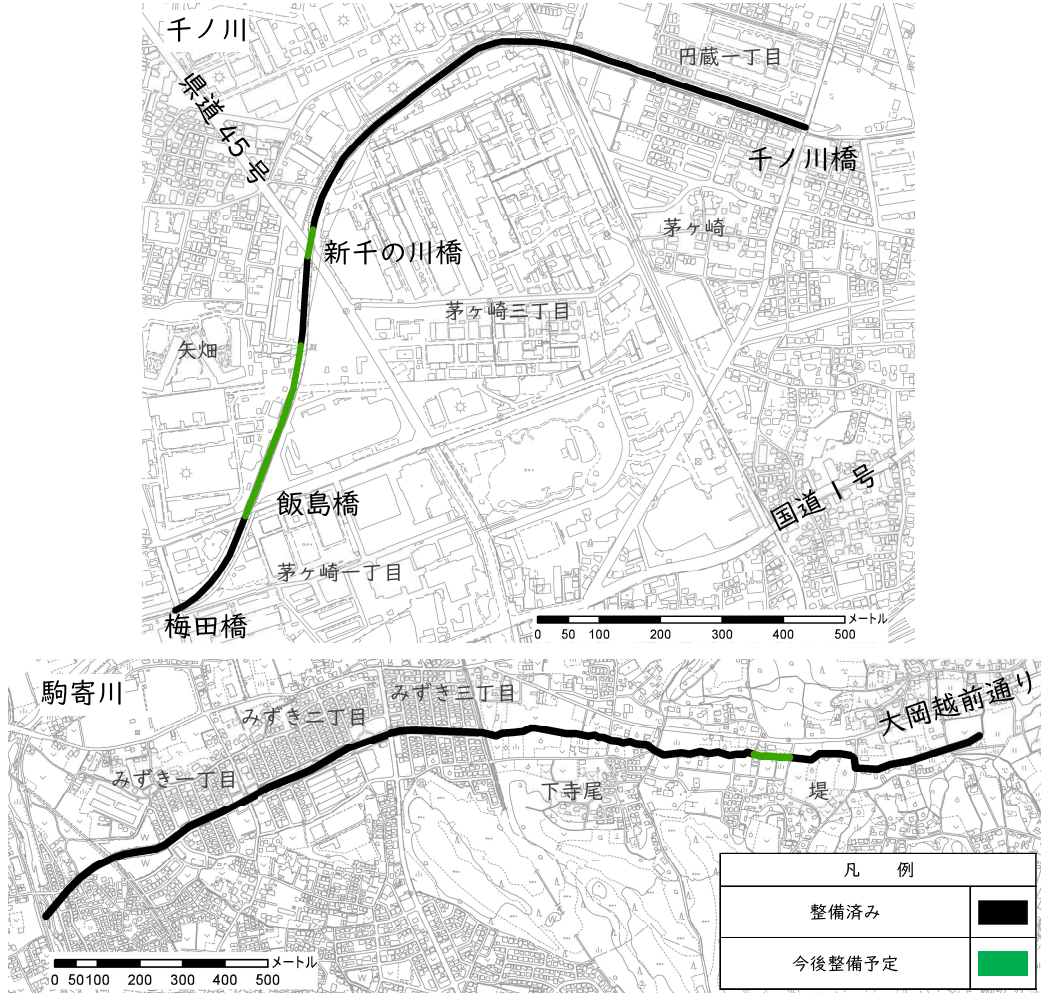 千ノ川
県道45号
円蔵一丁目
千ノ川橋
茅ヶ崎
新千の川橋
茅ヶ崎三丁目
矢畑
飯島橋
国道1号
茅ヶ崎一丁目
梅田橋
メートル
0 50 100 200 300 400 500
駒寄川
みずき三丁目
みずき二丁目
大岡越前通り
みずき一丁目
下寺尾
堤
凡 例
整備済み
今後整備予定
メートル
0 50 100 200 300 400 500